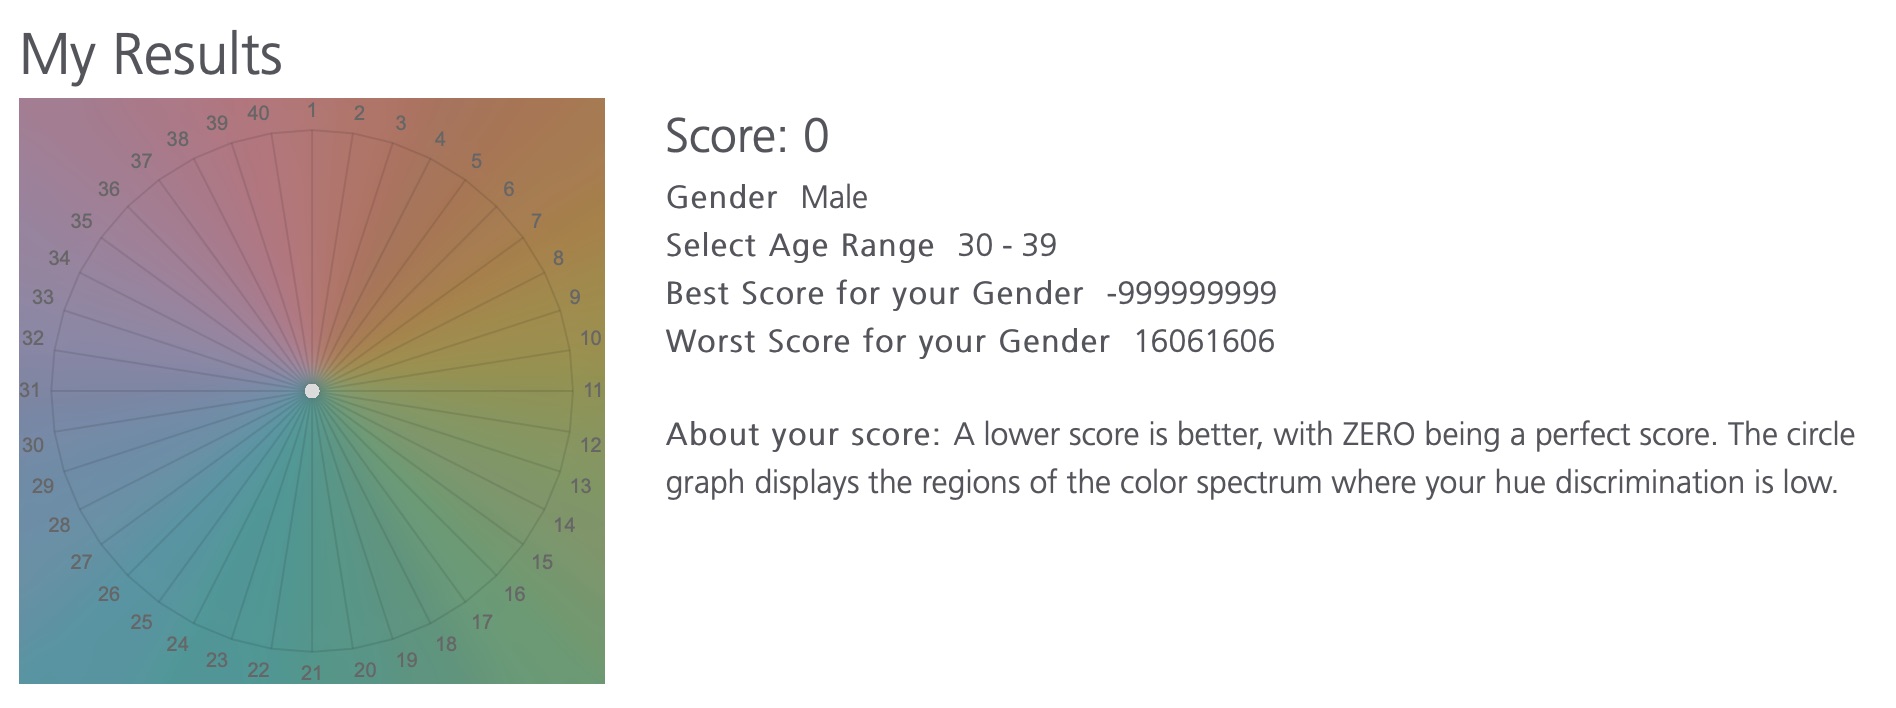 My Results
40 1 2
39 3
38 4
37 5
36 6
35 7
34 8
33 9
32 10
31 11
30 12
29 13
28 14
27 15
26 16
25 17
24 18
23 19
22 21 20
Score: 0
Gender Male
Select Age Range 30 - 39
Best Score for your Gender -999999999
Worst Score for your Gender 16061606
About your score: A lower score is better, with ZERO being a perfect score. The circle
graph displays the regions of the color spectrum where your hue discrimination is low.